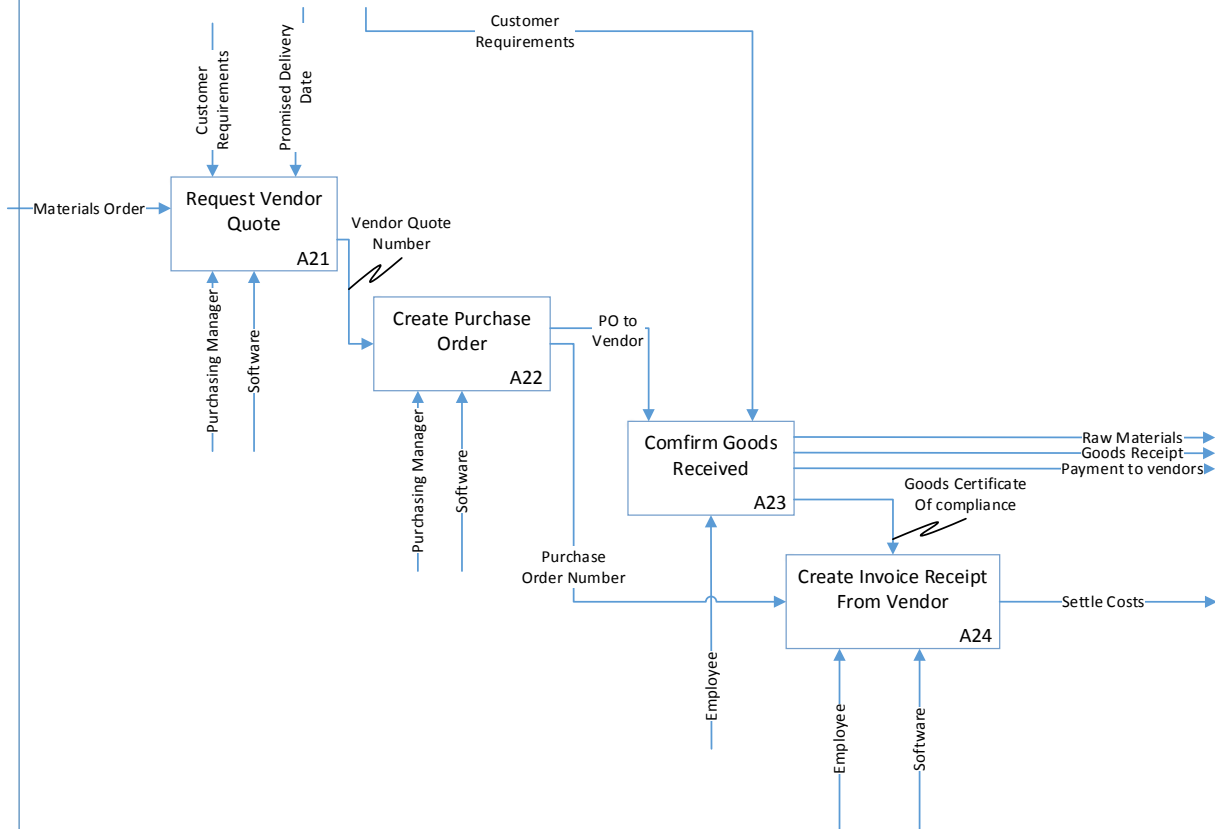 Customer
Requirements
Customer
Requirements
Promised Delivery
Date
Materials Order
Request Vendor
Quote
A21
Vendor Quote
Number
Purchasing Manager
Software
Create Purchase
Order
A22
PO to
Vendor
Purchasing Manager
Software
Comfirm Goods
Received
A23
Raw Materials
Goods Receipt
Payment to vendors
Goods Certificate
Of compliance
Purchase
Order Number
Create Invoice Receipt
From Vendor
A24
Settle Costs
Employee
Employee
Software